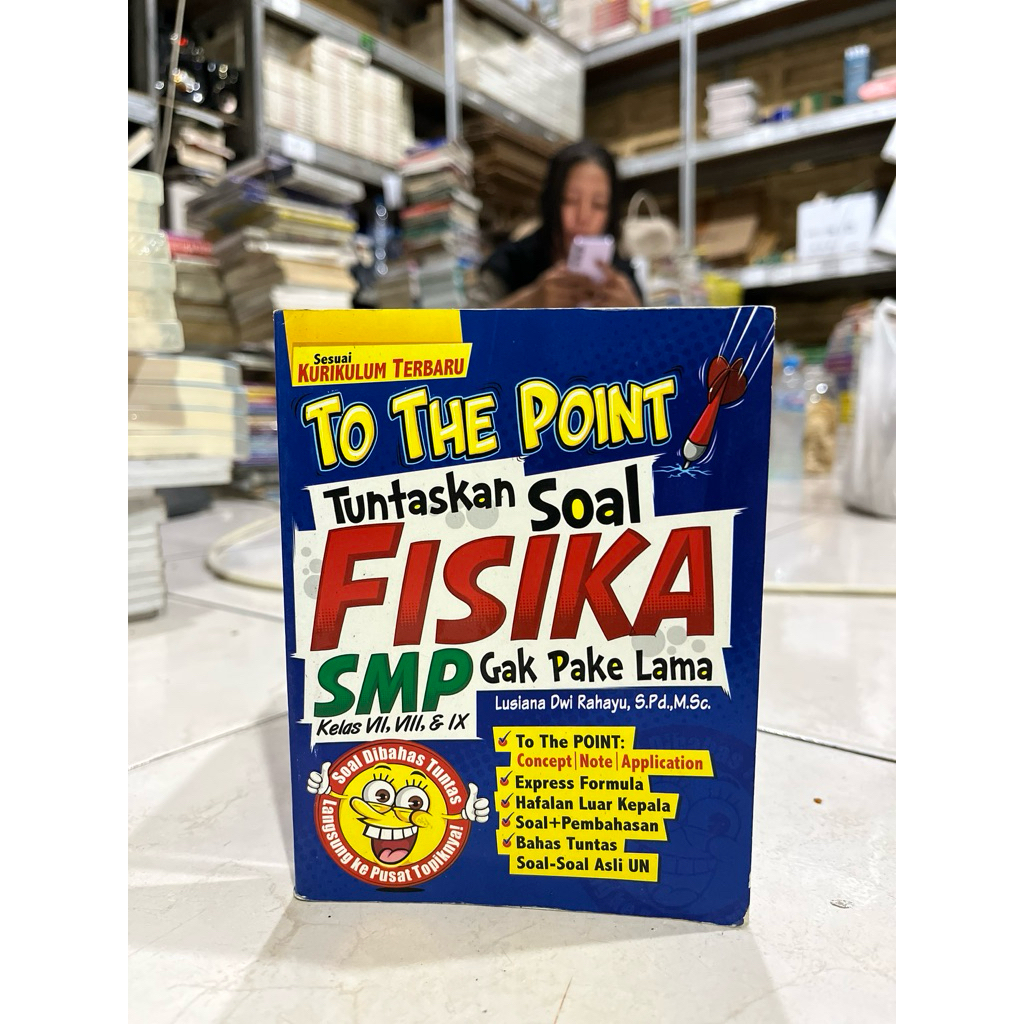 Sesuai
KURIKULUM TERBARU
TO THE POINT
Tuntaskan Soal
FISIKA
SMP Gak Pake Lama
Kelas VII, VIII, & IX
Lusiana Dwi Rahayu, S.Pd.,M.Sc.
Soal Dibahas Tuntas
Langsung ke Pusat Topiknya!
To The POINT:
Concept | Note | Application
Express Formula
Hafalan Luar Kepala
Soal+Pembahasan
Bahas Tuntas
Soal-Soal Asli UN